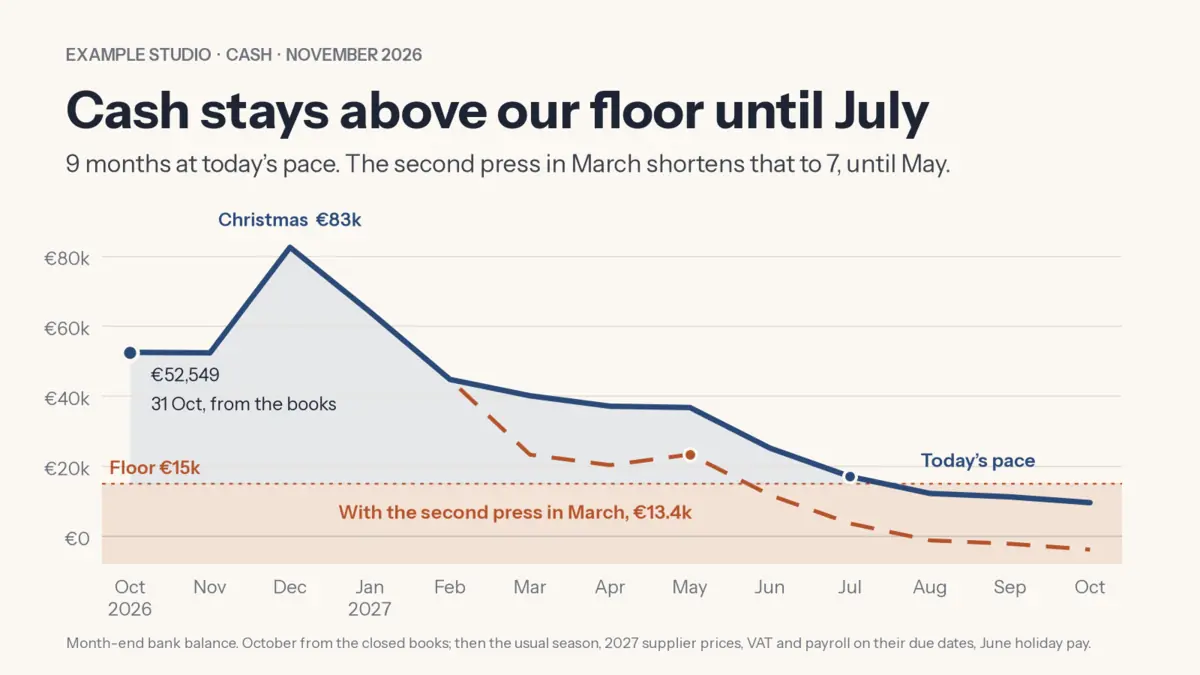 EXAMPLE STUDIO · CASH · NOVEMBER 2026
Cash stays above our floor until July
9 months at today’s pace. The second press in March shortens that to 7, until May.
Christmas €83k
€80k
€60k
€52,549
€40k
31 Oct, from the books
€20k
Floor €15k
Today’s pace
With the second press in March, €13.4k
€0
Oct Nov Dec Jan Feb Mar Apr May Jun Jul Aug Sep Oct
2026 2027
Month-end bank balance. October from the closed books; then the usual season, 2027 supplier prices, VAT and payroll on their due dates, June holiday pay.